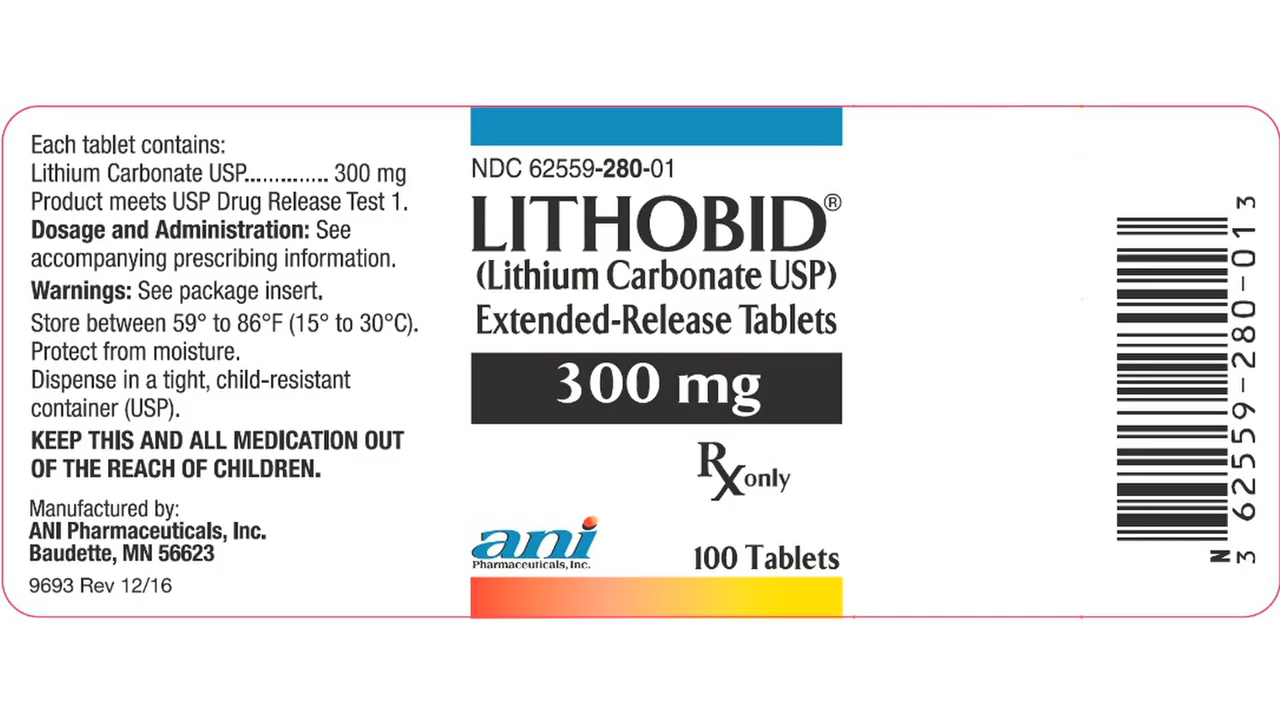 Each tablet contains:
Lithium Carbonate USP.............. 300 mg
Product meets USP Drug Release Test 1.
Dosage and Administration: See
accompanying prescribing information.
Warnings: See package insert.
Store between 59° to 86°F (15° to 30°C).
Protect from moisture.
Dispense in a tight, child-resistant
container (USP).
KEEP THIS AND ALL MEDICATION OUT
OF THE REACH OF CHILDREN.
Manufactured by:
ANI Pharmaceuticals, Inc.
Baudette, MN 56623
9693 Rev 12/16
NDC 62559-280-01
LITHOBID®
(Lithium Carbonate USP)
Extended-Release Tablets
300 mg
Rx only
ani
Pharmaceuticals, Inc.
100 Tablets
N
3 62559-280-01 3